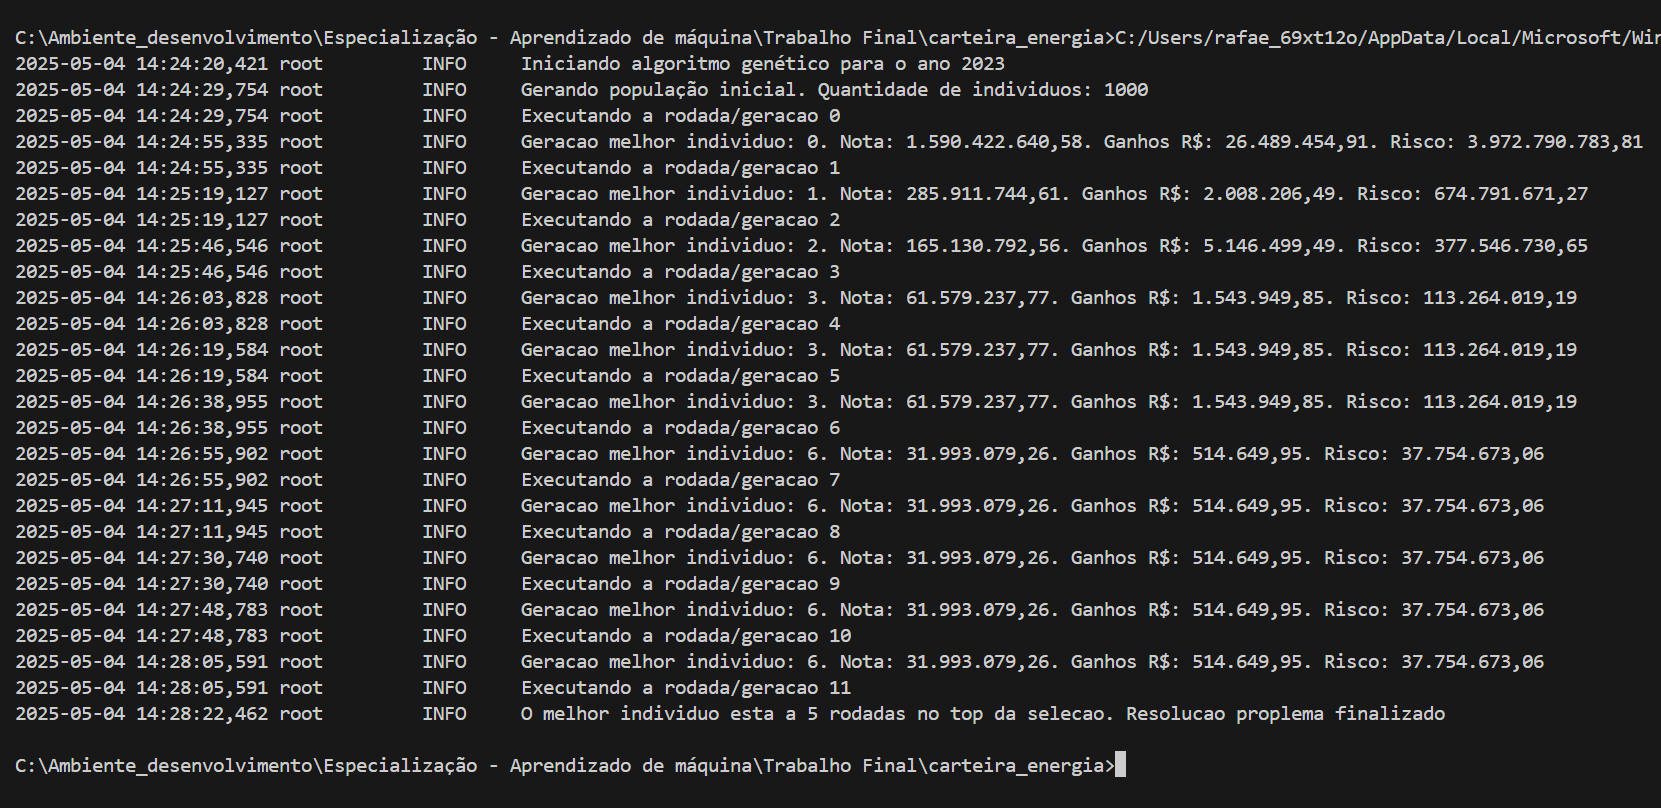 C:\Ambiente_desenvolvimento\Especialização - Aprendizado de máquina\Trabalho Final\carteira_energia>C:/Users/rafae_69xt12o/AppData/Local/Microsoft/Win
2025-05-04 14:24:20,421 root         INFO     Iniciando algoritmo genético para o ano 2023
2025-05-04 14:24:29,754 root         INFO     Gerando população inicial. Quantidade de individuos: 1000
2025-05-04 14:24:29,754 root         INFO     Executando a rodada/geracao 0
2025-05-04 14:24:55,335 root         INFO     Geracao melhor individuo: 0. Nota: 1.590.422.640,58. Ganhos R$: 26.489.454,91. Risco: 3.972.790.783,81
2025-05-04 14:24:55,335 root         INFO     Executando a rodada/geracao 1
2025-05-04 14:25:19,127 root         INFO     Geracao melhor individuo: 1. Nota: 285.911.744,61. Ganhos R$: 2.008.206,49. Risco: 674.791.671,27
2025-05-04 14:25:19,127 root         INFO     Executando a rodada/geracao 2
2025-05-04 14:25:46,546 root         INFO     Geracao melhor individuo: 2. Nota: 165.130.792,56. Ganhos R$: 5.146.499,49. Risco: 377.546.730,65
2025-05-04 14:25:46,546 root         INFO     Executando a rodada/geracao 3
2025-05-04 14:26:03,828 root         INFO     Geracao melhor individuo: 3. Nota: 61.579.237,77. Ganhos R$: 1.543.949,85. Risco: 113.264.019,19
2025-05-04 14:26:03,828 root         INFO     Executando a rodada/geracao 4
2025-05-04 14:26:19,584 root         INFO     Geracao melhor individuo: 3. Nota: 61.579.237,77. Ganhos R$: 1.543.949,85. Risco: 113.264.019,19
2025-05-04 14:26:19,584 root         INFO     Executando a rodada/geracao 5
2025-05-04 14:26:38,955 root         INFO     Geracao melhor individuo: 3. Nota: 61.579.237,77. Ganhos R$: 1.543.949,85. Risco: 113.264.019,19
2025-05-04 14:26:38,955 root         INFO     Executando a rodada/geracao 6
2025-05-04 14:26:55,902 root         INFO     Geracao melhor individuo: 6. Nota: 31.993.079,26. Ganhos R$: 514.649,95. Risco: 37.754.673,06
2025-05-04 14:26:55,902 root         INFO     Executando a rodada/geracao 7
2025-05-04 14:27:11,945 root         INFO     Geracao melhor individuo: 6. Nota: 31.993.079,26. Ganhos R$: 514.649,95. Risco: 37.754.673,06
2025-05-04 14:27:11,945 root         INFO     Executando a rodada/geracao 8
2025-05-04 14:27:30,740 root         INFO     Geracao melhor individuo: 6. Nota: 31.993.079,26. Ganhos R$: 514.649,95. Risco: 37.754.673,06
2025-05-04 14:27:30,740 root         INFO     Executando a rodada/geracao 9
2025-05-04 14:27:48,783 root         INFO     Geracao melhor individuo: 6. Nota: 31.993.079,26. Ganhos R$: 514.649,95. Risco: 37.754.673,06
2025-05-04 14:27:48,783 root         INFO     Executando a rodada/geracao 10
2025-05-04 14:28:05,591 root         INFO     Geracao melhor individuo: 6. Nota: 31.993.079,26. Ganhos R$: 514.649,95. Risco: 37.754.673,06
2025-05-04 14:28:05,591 root         INFO     Executando a rodada/geracao 11
2025-05-04 14:28:22,462 root         INFO     O melhor individuo esta a 5 rodadas no top da selecao. Resolucao proplema finalizado
C:\Ambiente_desenvolvimento\Especialização - Aprendizado de máquina\Trabalho Final\carteira_energia>